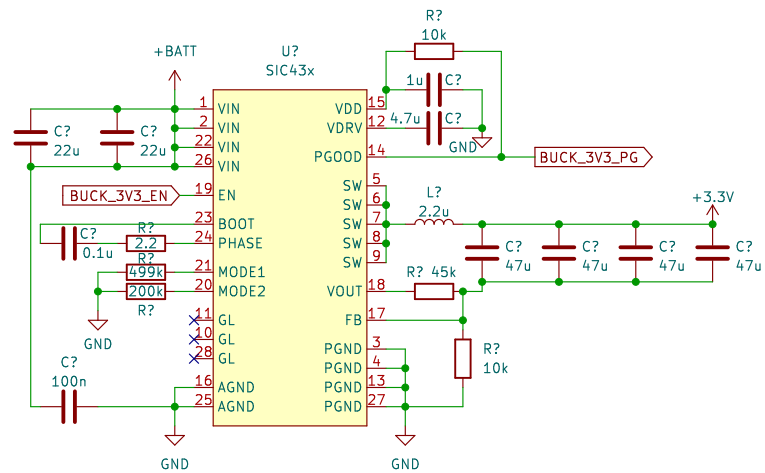 R?
10k
+BATT
U?
SIC43x
1u C?
1 VIN
VDD 15
C?
22u
C?
22u
2 VIN
VDRV 12
4.7u C?
22 VIN
GND
PGOOD 14
BUCK_3V3_PG
26 VIN
BUCK_3V3_EN
19 EN
SW 5
SW 6
L?
2.2u
+3.3V
23 BOOT
SW 7
C?
0.1u
R?
2.2
24 PHASE
SW 8
C?
47u
C?
47u
C?
47u
C?
47u
SW 9
R?
499k
21 MODE1
R? 45k
200k
20 MODE2
VOUT 18
R?
GND
11 GL
FB 17
10 GL
28 GL
PGND 3
R?
10k
C?
100n
PGND 4
16 AGND
PGND 13
25 AGND
PGND 27
GND
GND